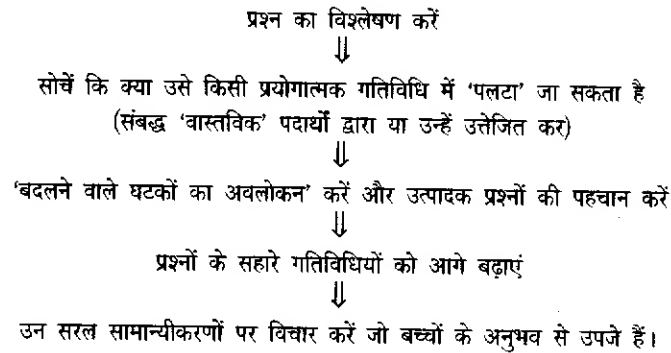 प्रश्न का विश्लेषण करें
⇓
सोचें कि क्या उसे किसी प्रयोगात्मक गतिविधि में ‘पलटा’ जा सकता है
(संबद्ध ‘वास्तविक’ पदार्थों द्वारा या उन्हें उत्तेजित कर)
⇓
‘बदलने वाले घटकों का अवलोकन’ करें और उत्पादक प्रश्नों की पहचान करें
⇓
प्रश्नों के सहारे गतिविधियों को आगे बढ़ाएं
⇓
उन सरल सामान्यीकरणों पर विचार करें जो बच्चों के अनुभव से उपजे हैं।